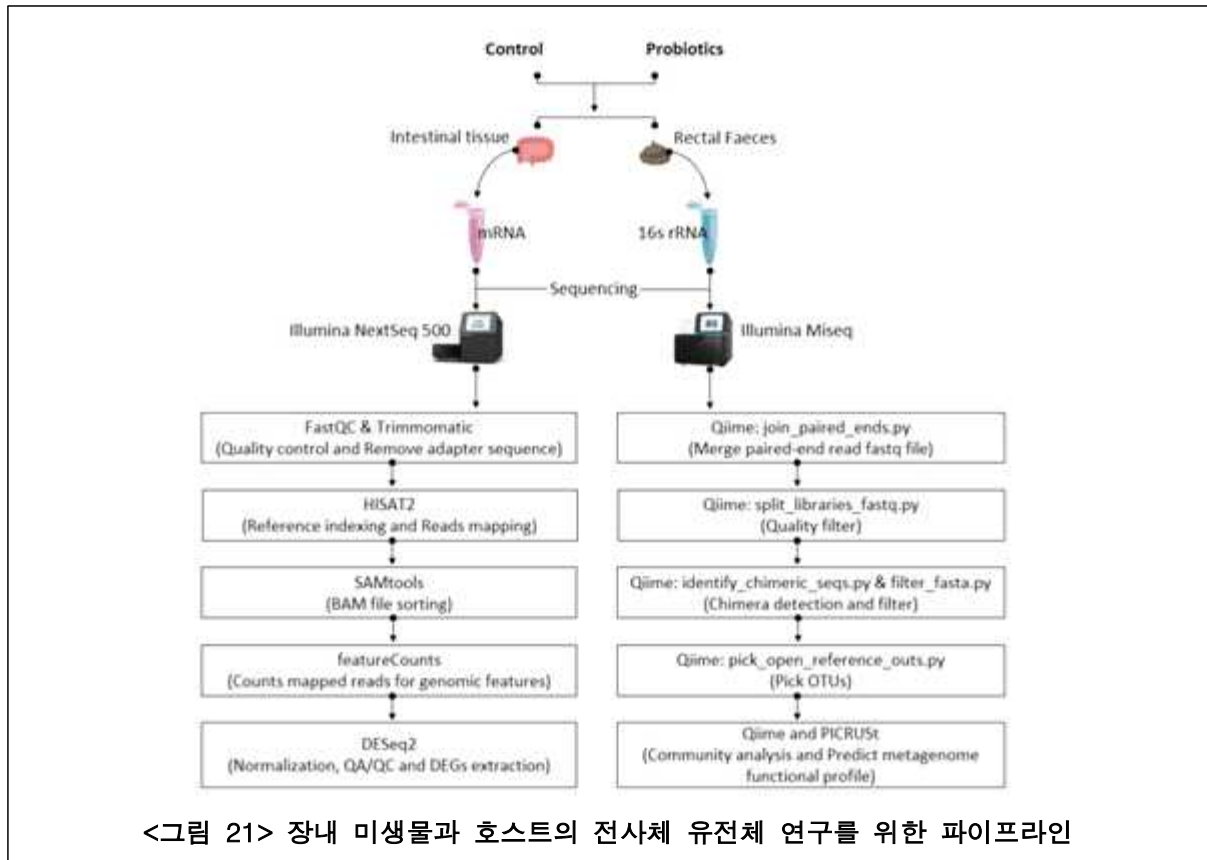 Control
Probiotics
Intestinal tissue
Rectal Faeces
mRNA
16s rRNA
Sequencing
Illumina NextSeq 500
Illumina Miseq
FastQC & Trimmomatic
(Quality control and Remove adapter sequence)
HISAT2
(Reference indexing and Reads mapping)
SAMtools
(BAM file sorting)
featureCounts
(Counts mapped reads for genomic features)
DESeq2
(Normalization, QA/QC and DEGs extraction)
Qiime: join_paired_ends.py
(Merge paired-end read fastq file)
Qiime: split_libraries_fastq.py
(Quality filter)
Qiime: identify_chimeric_seqs.py & filter_fasta.py
(Chimera detection and filter)
Qiime: pick_open_reference_outs.py
(Pick OTUs)
Qiime and PICRUSt
(Community analysis and Predict metagenome
functional profile)
<그림 21> 장내 미생물과 호스트의 전사체 유전체 연구를 위한 파이프라인